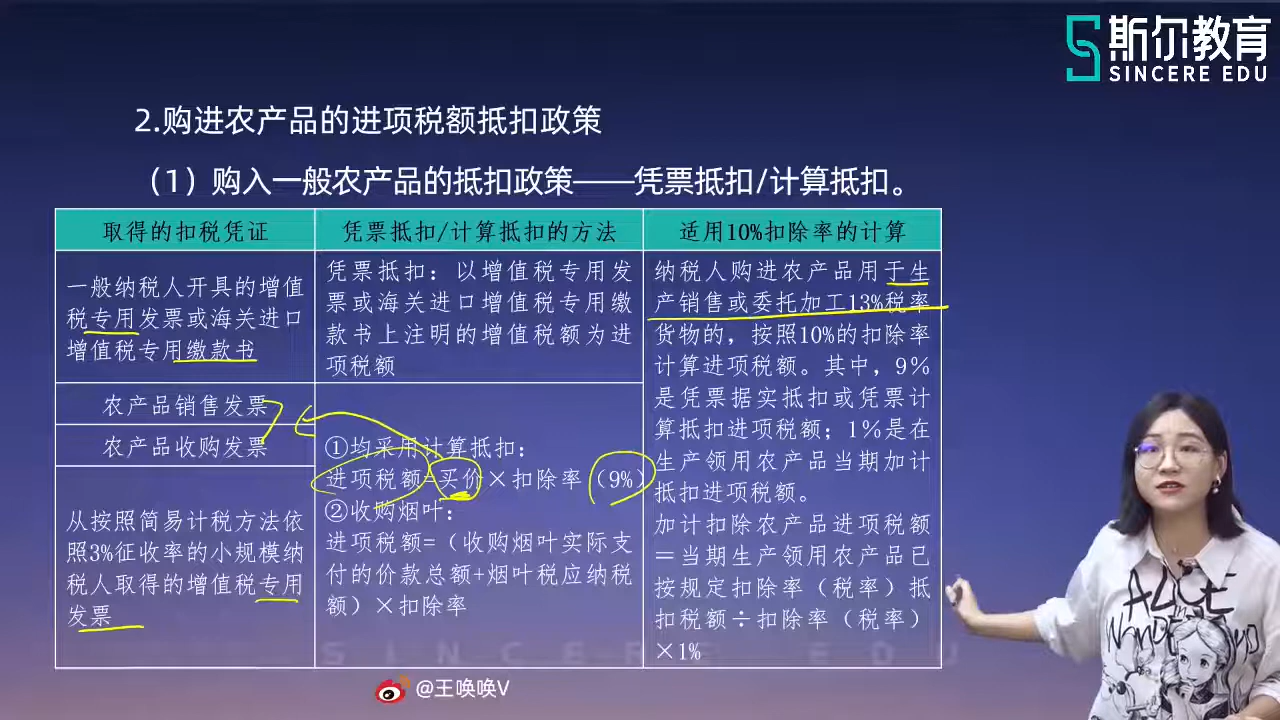 斯尔教育
SINCERE EDU
2.购进农产品的进项税额抵扣政策
（1）购入一般农产品的抵扣政策——凭票抵扣/计算抵扣。
取得的扣税凭证
凭票抵扣/计算抵扣的方法
适用10%扣除率的计算
一般纳税人开具的增值
税专用发票或海关进口
增值税专用缴款书
凭票抵扣：以增值税专用发
票或海关进口增值税专用缴
款书上注明的增值税额为进
项税额
纳税人购进农产品用于生
产销售或委托加工13%税率
货物的，按照10%的扣除率
计算进项税额。其中，9%
是凭票据实抵扣或凭票计
算抵扣进项税额；1%是在
生产领用农产品当期加计
抵扣进项税额。
加计扣除农产品进项税额
＝当期生产领用农产品已
按规定扣除率（税率）抵
扣税额÷扣除率（税率）
×1%
农产品销售发票
农产品收购发票
从按照简易计税方法依
照3%征收率的小规模纳
税人取得的增值税专用
发票
①均采用计算抵扣：
进项税额=买价×扣除率（9%）
②收购烟叶：
进项税额=（收购烟叶实际支
付的价款总额+烟叶税应纳税
额）×扣除率
SINCERE EDU
@王唤唤V
ALICE
in
WONDERLAND